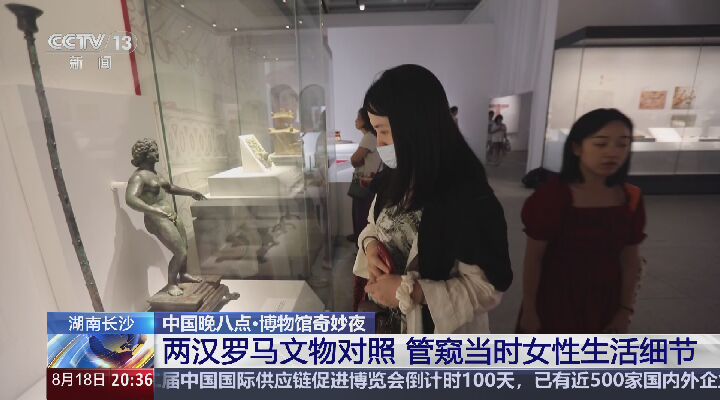 CCTV 13
新闻
湖南长沙
中国晚八点·博物馆奇妙夜
两汉罗马文物对照 管窥当时女性生活细节
8月18日 20:36
届中国国际供应链促进博览会倒计时100天，已有近500家国内外企